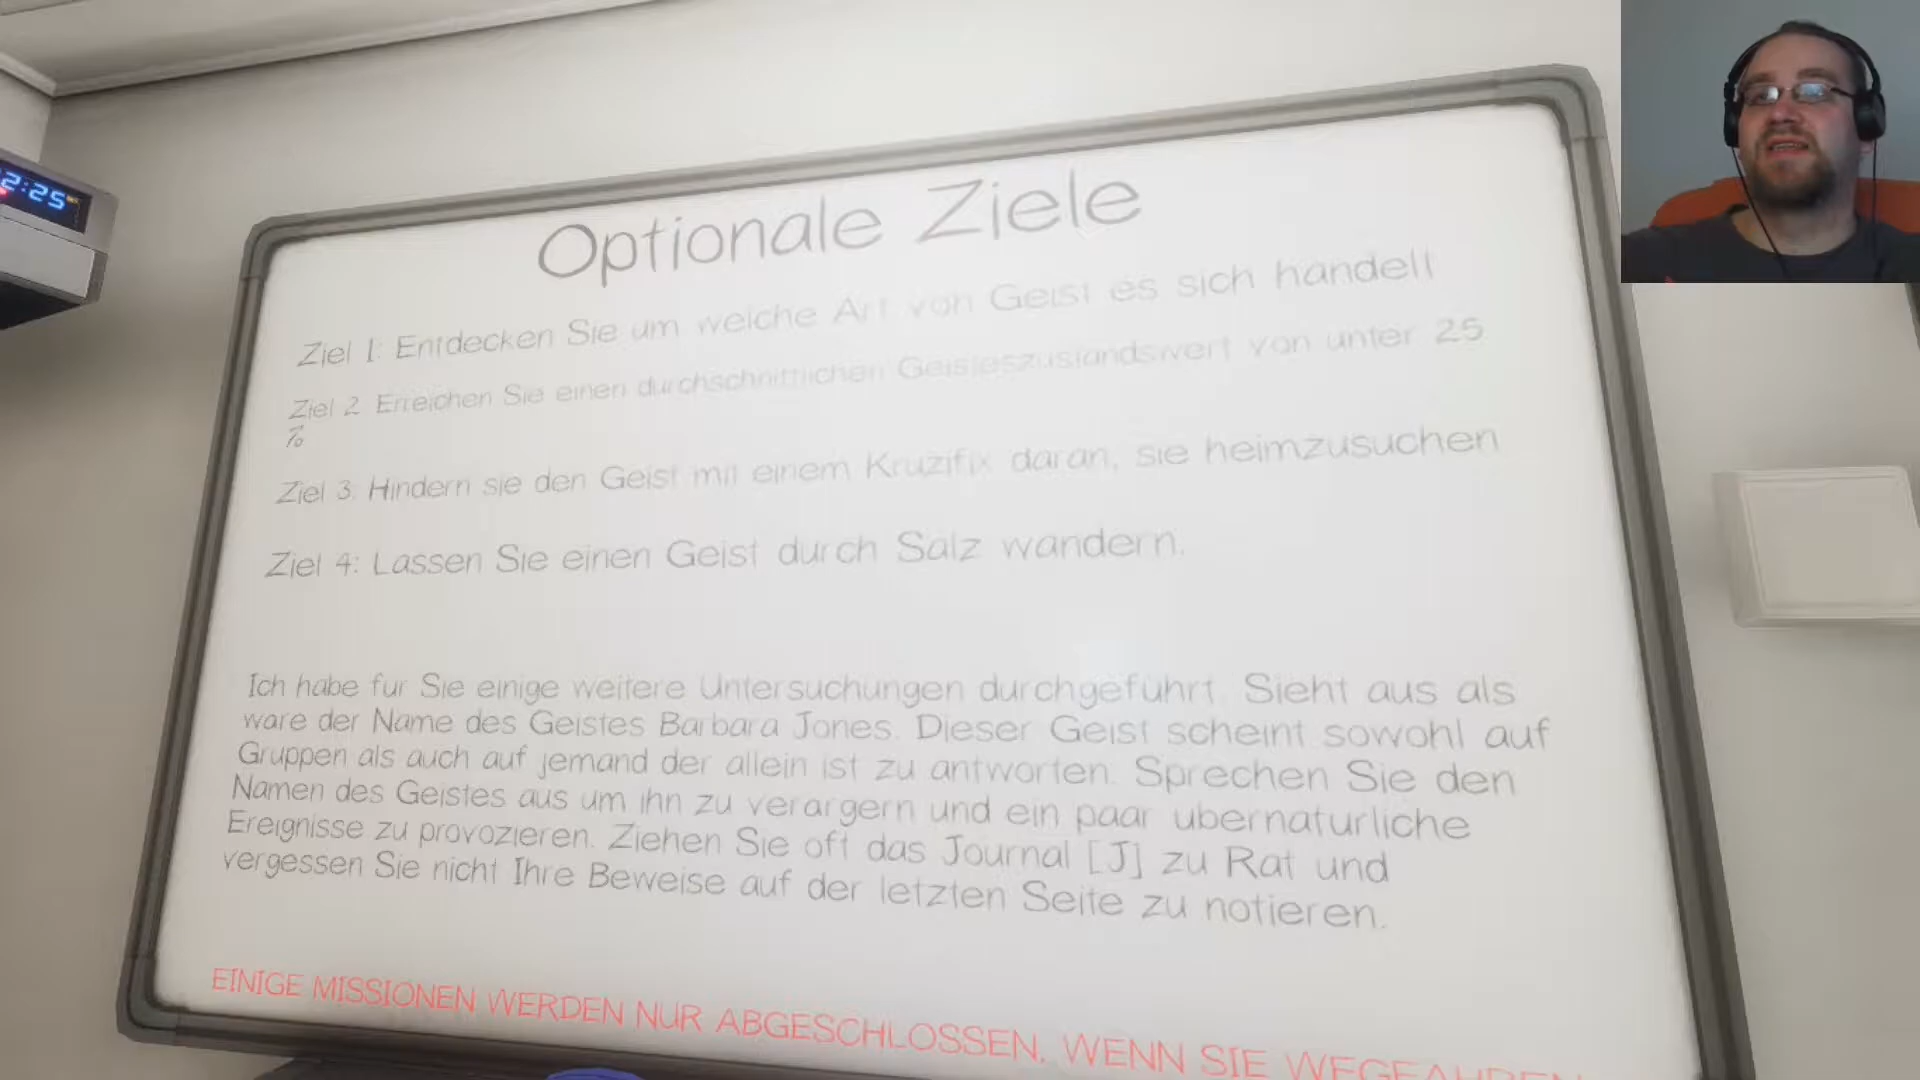 2:25
Optionale Ziele
Ziel 1: Entdecken Sie um welche Art von Geist es sich handelt
Ziel 2: Erreichen Sie einen durchschnittlichen Geisteszustandswert von unter 25
%
Ziel 3: Hindern sie den Geist mit einem Kruzifix daran, sie heimzusuchen
Ziel 4: Lassen Sie einen Geist durch Salz wandern.
Ich habe fur Sie einige weitere Untersuchungen durchgefuhrt. Sieht aus als
ware der Name des Geistes Barbara Jones. Dieser Geist scheint sowohl auf
Gruppen als auch auf jemand der allein ist zu antworten. Sprechen Sie den
Namen des Geistes aus um ihn zu verargern und ein paar ubernaturliche
Ereignisse zu provozieren. Ziehen Sie oft das Journal [J] zu Rat und
vergessen Sie nicht Ihre Beweise auf der letzten Seite zu notieren.
EINIGE MISSIONEN WERDEN NUR ABGESCHLOSSEN, WENN SIE WEGFAHREN